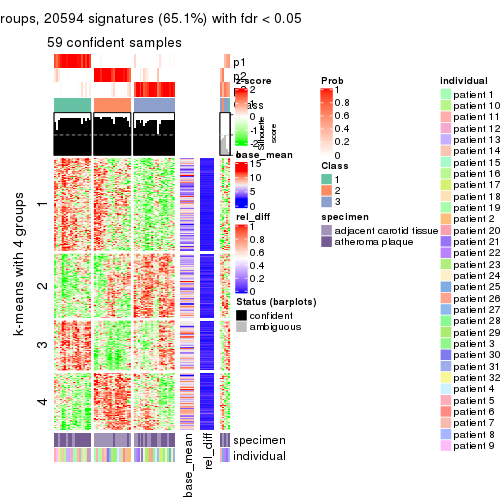 roups, 20594 signatures (65.1%) with fdr < 0.05
59 confident samples
p1
p2
Class
silhouette
score
1
2
3
4
k-means with 4 groups
specimen
individual
base_mean
rel_diff
z-score
2
1
0
-1
-2
base_mean
15
10
5
0
rel_diff
1
0.8
0.6
0.4
0.2
0
Status (barplots)
confident
ambiguous
Prob
1
0.8
0.6
0.4
0.2
0
Class
1
2
3
specimen
adjacent carotid tissue
atheroma plaque
individual
patient 1
patient 10
patient 11
patient 12
patient 13
patient 14
patient 15
patient 16
patient 17
patient 18
patient 19
patient 2
patient 20
patient 21
patient 22
patient 23
patient 24
patient 25
patient 26
patient 27
patient 28
patient 29
patient 3
patient 30
patient 31
patient 32
patient 4
patient 5
patient 6
patient 7
patient 8
patient 9